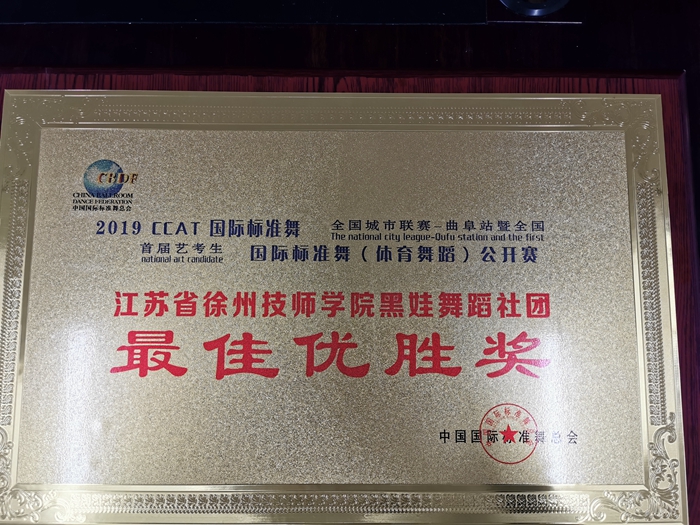 CBDF
CHINA BALLROOM
DANCE FEDERATION
中国国际标准舞总会
2019 CCAT 国际标准舞 全国城市联赛-曲阜站暨全国
The national city league-Qufu station and the first
首届艺考生 国际标准舞(体育舞蹈)公开赛
national art candidate
江苏省徐州技师学院黑娃舞蹈社团
最佳优胜奖
中国国际标准舞总会